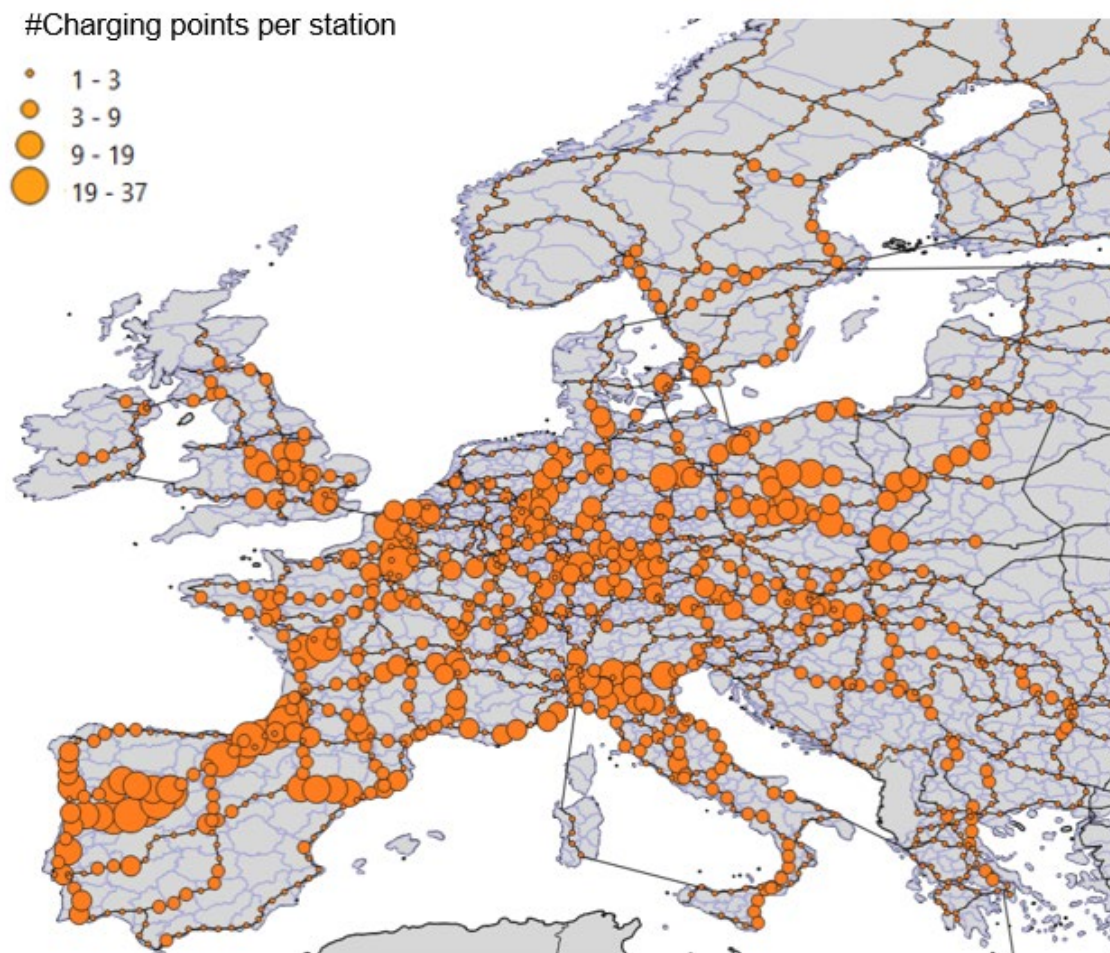 #Charging points per station
1 - 3
3 - 9
9 - 19
19 - 37